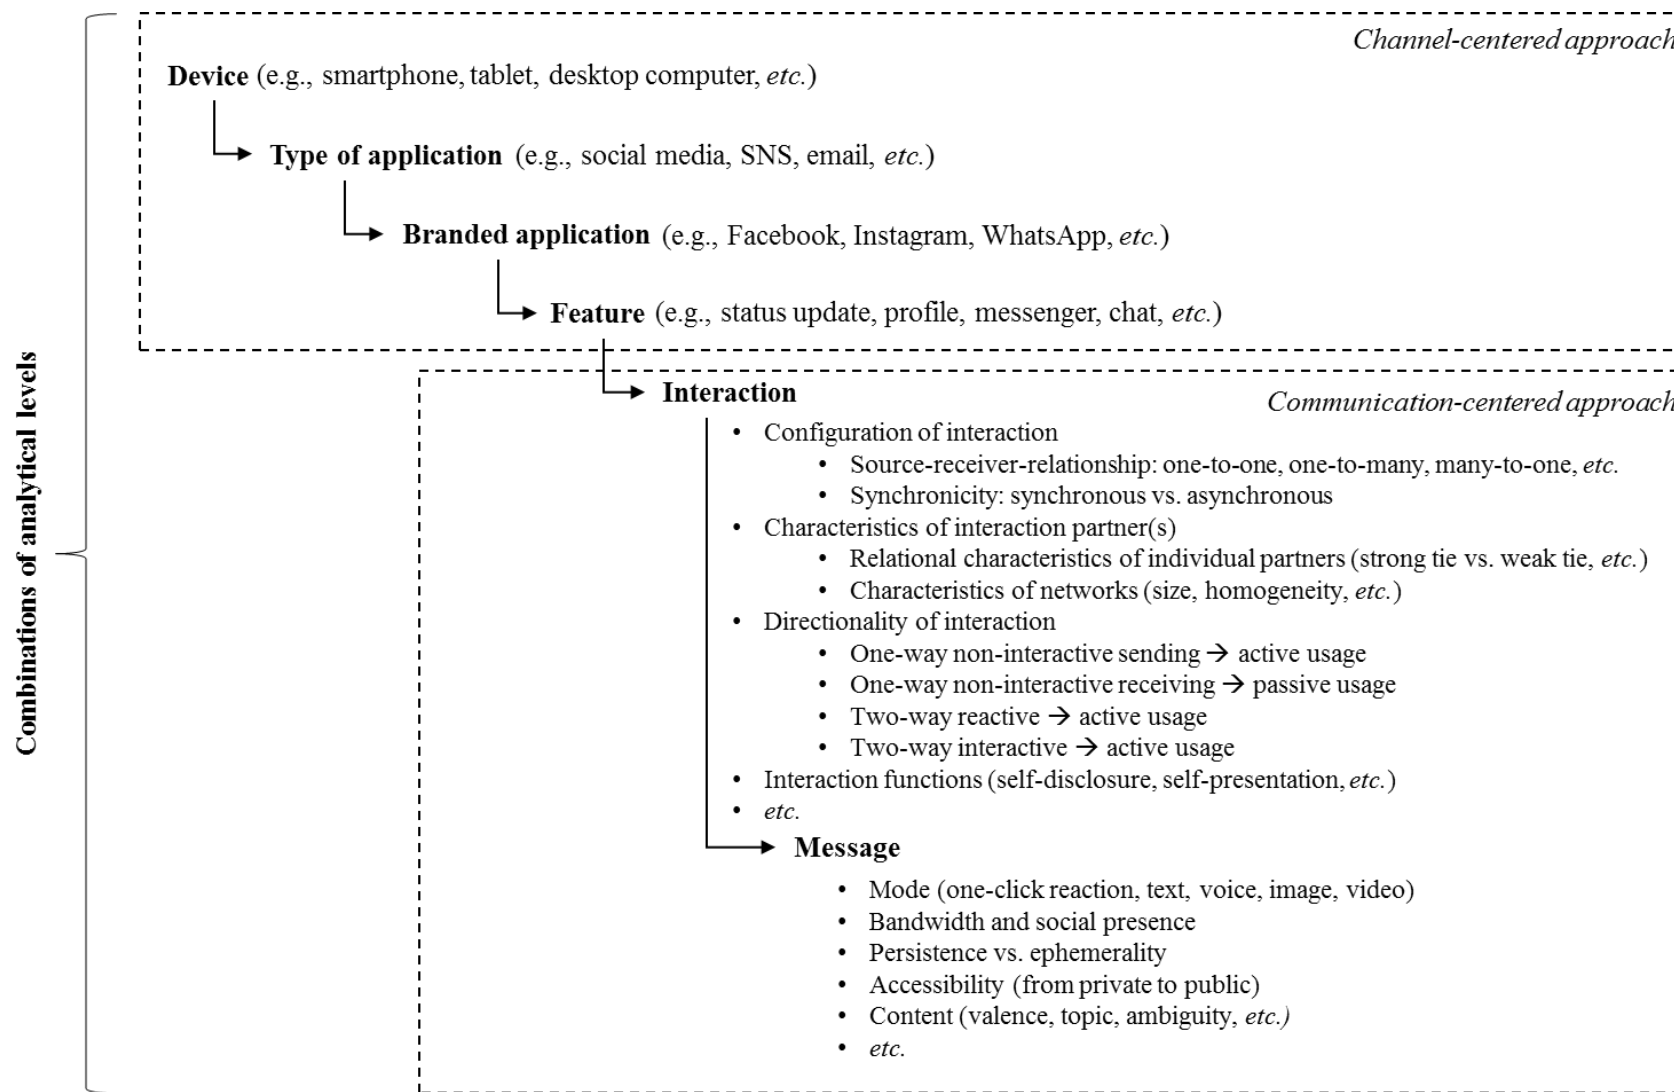 Channel-centered approach
Device (e.g., smartphone, tablet, desktop computer, etc.)
Type of application (e.g., social media, SNS, email, etc.)
Branded application (e.g., Facebook, Instagram, WhatsApp, etc.)
Feature (e.g., status update, profile, messenger, chat, etc.)
Combinations of analytical levels
Interaction
Communication-centered approach
• Configuration of interaction
• Source-receiver-relationship: one-to-one, one-to-many, many-to-one, etc.
• Synchronicity: synchronous vs. asynchronous
• Characteristics of interaction partner(s)
• Relational characteristics of individual partners (strong tie vs. weak tie, etc.)
• Characteristics of networks (size, homogeneity, etc.)
• Directionality of interaction
• One-way non-interactive sending → active usage
• One-way non-interactive receiving → passive usage
• Two-way reactive → active usage
• Two-way interactive → active usage
• Interaction functions (self-disclosure, self-presentation, etc.)
• etc.
Message
• Mode (one-click reaction, text, voice, image, video)
• Bandwidth and social presence
• Persistence vs. ephemerality
• Accessibility (from private to public)
• Content (valence, topic, ambiguity, etc.)
• etc.